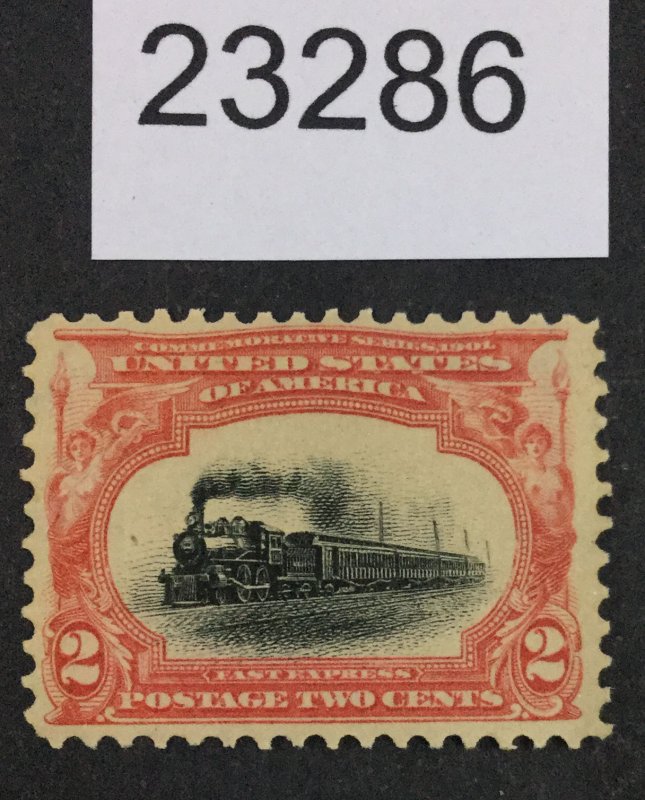 23286
COMMEMORATIVE SERIES, 1901.
UNITED STATES
OF AMERICA
2 2
FAST EXPRESS
POSTAGE TWO CENTS